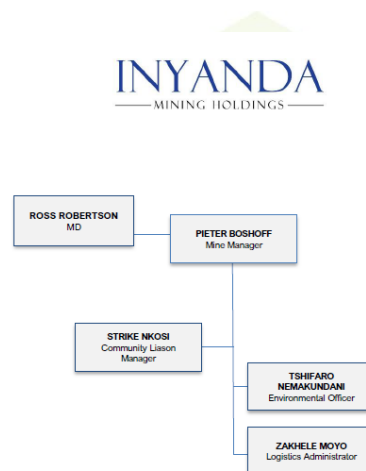 INYANDA
MINING HOLDINGS
ROSS ROBERTSON
MD
PIETER BOSHOFF
Mine Manager
STRIKE NKOSI
Community Liason
Manager
TSHIFARO
NEMAKUNDANI
Environmental Officer
ZAKHELE MOYO
Logistics Administrator